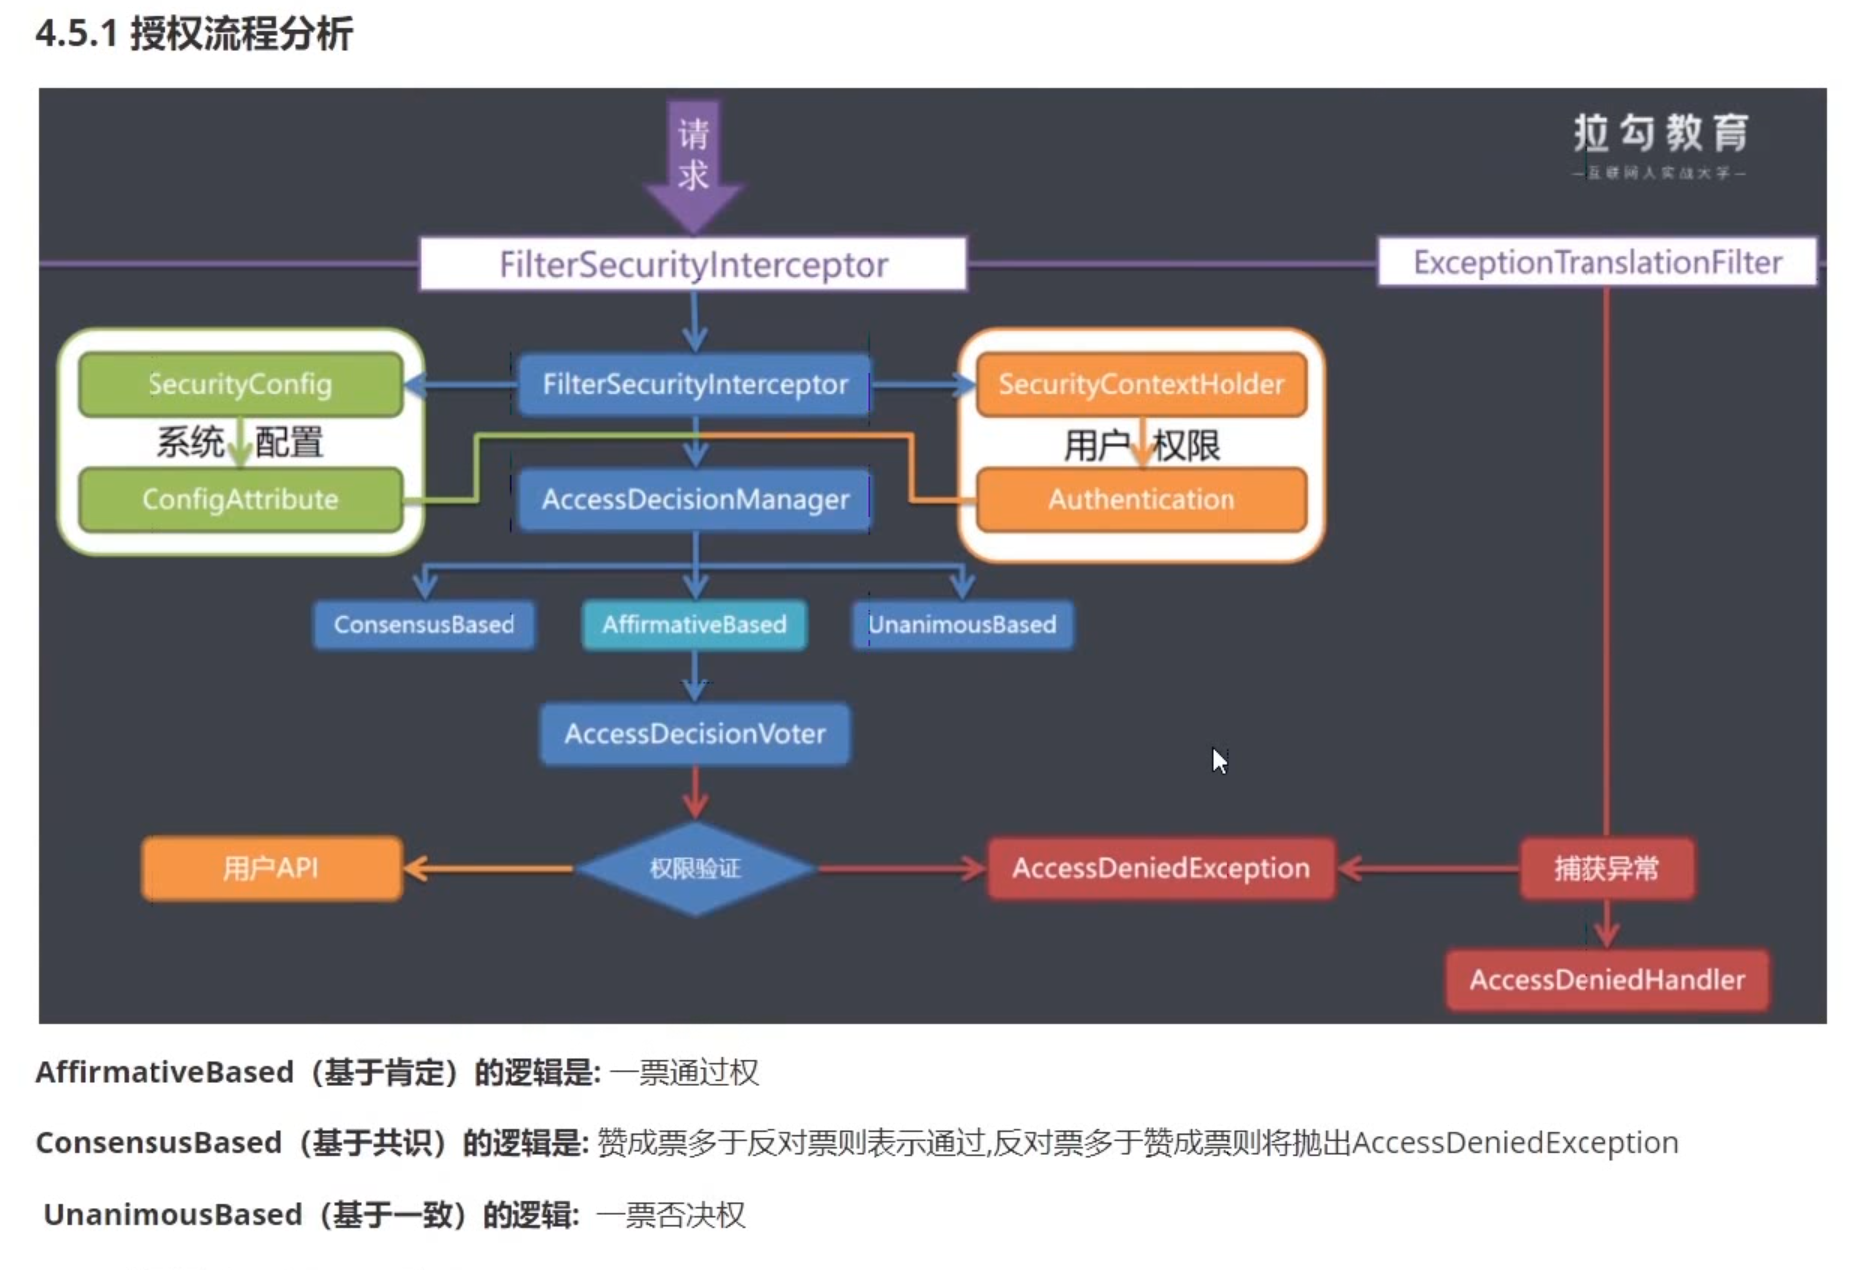 4.5.1 授权流程分析
请
求
拉勾教育
—互联网人实战大学—
FilterSecurityInterceptor
ExceptionTranslationFilter
SecurityConfig
FilterSecurityInterceptor
SecurityContextHolder
系统 配置
用户 权限
ConfigAttribute
AccessDecisionManager
Authentication
ConsensusBased
AffirmativeBased
UnanimousBased
AccessDecisionVoter
用户API
权限验证
AccessDeniedException
捕获异常
AccessDeniedHandler
AffirmativeBased（基于肯定）的逻辑是: 一票通过权
ConsensusBased（基于共识）的逻辑是: 赞成票多于反对票则表示通过,反对票多于赞成票则将抛出AccessDeniedException
UnanimousBased（基于一致）的逻辑: 一票否决权